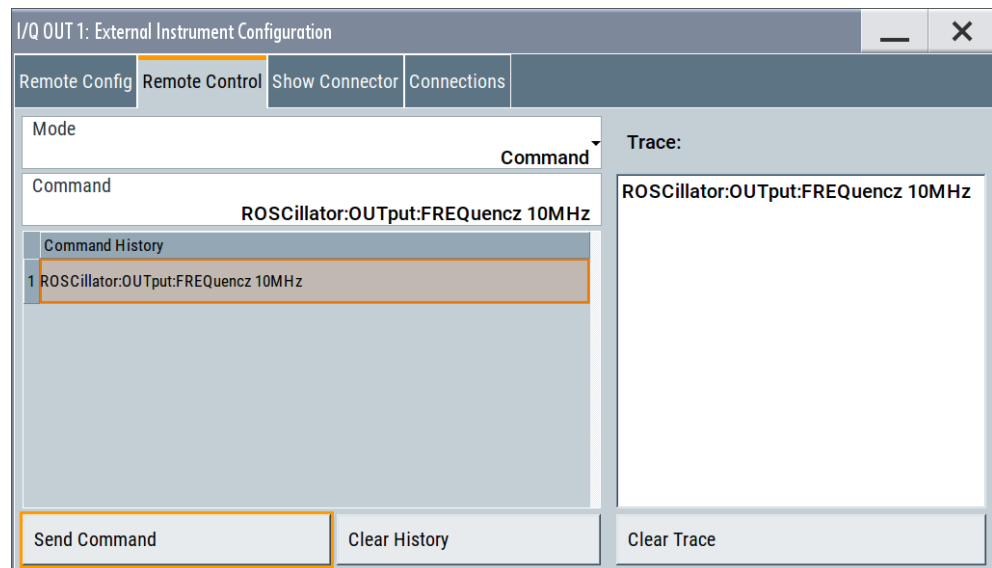 I/Q OUT 1: External Instrument Configuration
Remote Config Remote Control Show Connector Connections
Mode
Command
Command
ROSCillator:OUTput:FREQuencz 10MHz
Command History
1 ROSCillator:OUTput:FREQuencz 10MHz
Send Command
Clear History
Trace:
ROSCillator:OUTput:FREQuencz 10MHz
Clear Trace